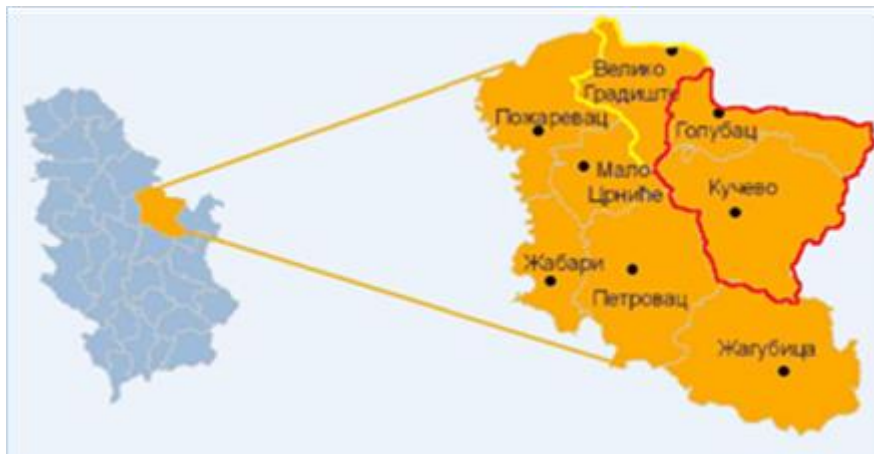 Велико
Градиште
Пожаревац
Голубац
Мало
Црниће
Кучево
Жабари
Петровац
Жагубица